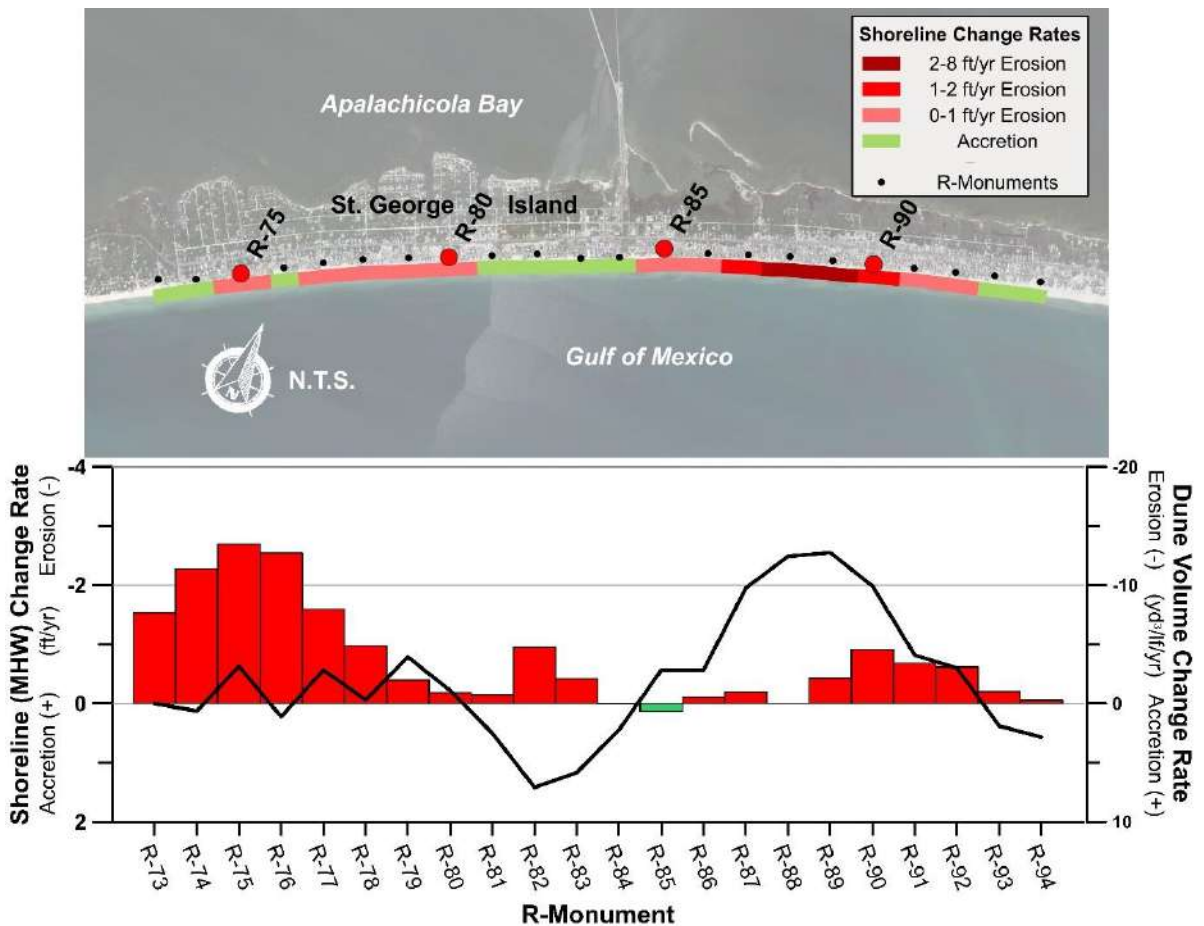 Shoreline Change Rates
2-8 ft/yr Erosion
1-2 ft/yr Erosion
0-1 ft/yr Erosion
Accretion
R-Monuments
Apalachicola Bay
St. George Island
R-75
R-80
R-85
R-90
Gulf of Mexico
N
N.T.S.
Shoreline (MHW) Change Rate
Accretion (+) (ft/yr) Erosion (-)
-4
-2
0
2
-20
-10
0
10
Dune Volume Change Rate
Erosion (-) (yd³/lf/yr) Accretion (+)
R-73
R-74
R-75
R-76
R-77
R-78
R-79
R-80
R-81
R-82
R-83
R-84
R-85
R-86
R-87
R-88
R-89
R-90
R-91
R-92
R-93
R-94
R-Monument